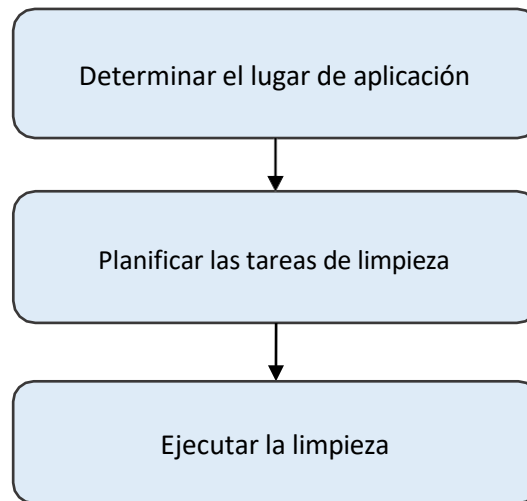 Determinar el lugar de aplicación
Planificar las tareas de limpieza
Ejecutar la limpieza